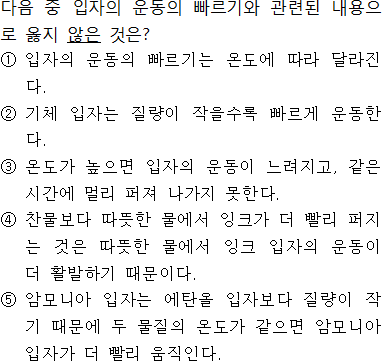 다음 중 입자의 운동의 빠르기와 관련된 내용으
로 옳지 않은 것은?
① 입자의 운동의 빠르기는 온도에 따라 달라진
다.
② 기체 입자는 질량이 작을수록 빠르게 운동한
다.
③ 온도가 높으면 입자의 운동이 느려지고, 같은
시간에 멀리 퍼져 나가지 못한다.
④ 찬물보다 따뜻한 물에서 잉크가 더 빨리 퍼지
는 것은 따뜻한 물에서 잉크 입자의 운동이
더 활발하기 때문이다.
⑤ 암모니아 입자는 에탄올 입자보다 질량이 작
기 때문에 두 물질의 온도가 같으면 암모니아
입자가 더 빨리 움직인다.